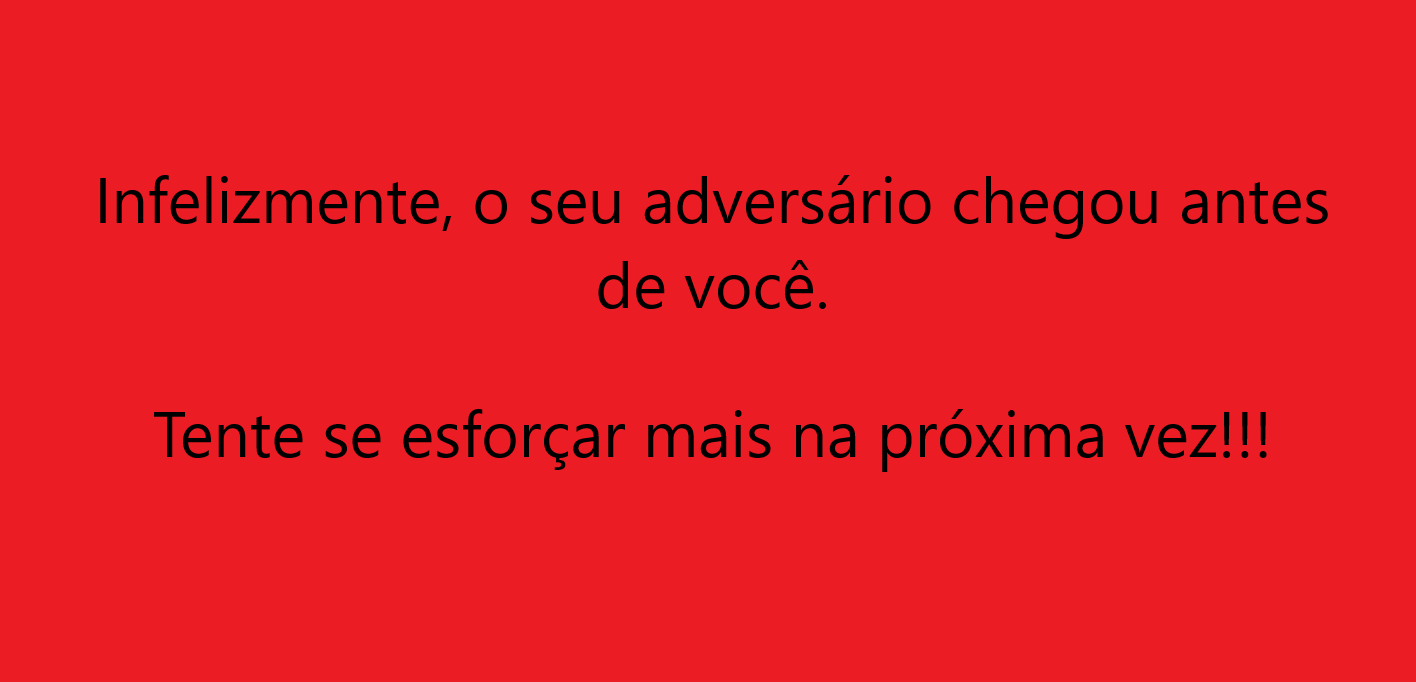 Infelizmente, o seu adversário chegou antes
de você.
Tente se esforçar mais na próxima vez!!!